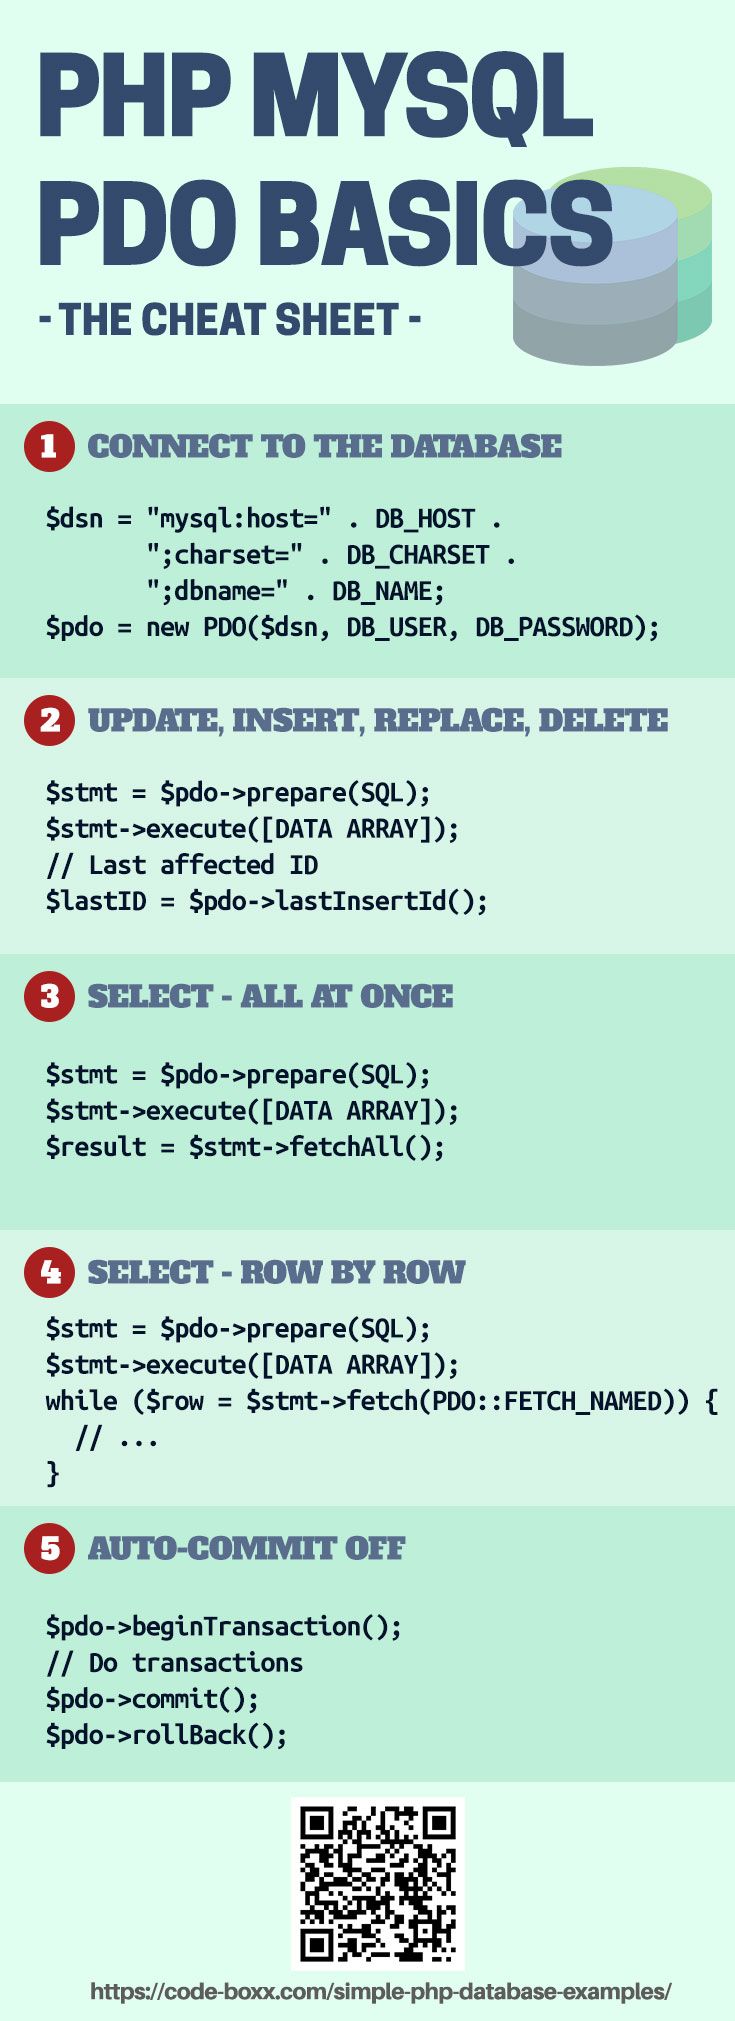 PHP MYSQL
PDO BASICS
- THE CHEAT SHEET -
1 CONNECT TO THE DATABASE
$dsn = "mysql:host=" . DB_HOST .
";charset=" . DB_CHARSET .
";dbname=" . DB_NAME;
$pdo = new PDO($dsn, DB_USER, DB_PASSWORD);
2 UPDATE, INSERT, REPLACE, DELETE
$stmt = $pdo->prepare(SQL);
$stmt->execute([DATA ARRAY]);
// Last affected ID
$lastID = $pdo->lastInsertId();
3 SELECT - ALL AT ONCE
$stmt = $pdo->prepare(SQL);
$stmt->execute([DATA ARRAY]);
$result = $stmt->fetchAll();
4 SELECT - ROW BY ROW
$stmt = $pdo->prepare(SQL);
$stmt->execute([DATA ARRAY]);
while ($row = $stmt->fetch(PDO::FETCH_NAMED)) {
// ...
}
5 AUTO-COMMIT OFF
$pdo->beginTransaction();
// Do transactions
$pdo->commit();
$pdo->rollBack();
https://code-boxx.com/simple-php-database-examples/